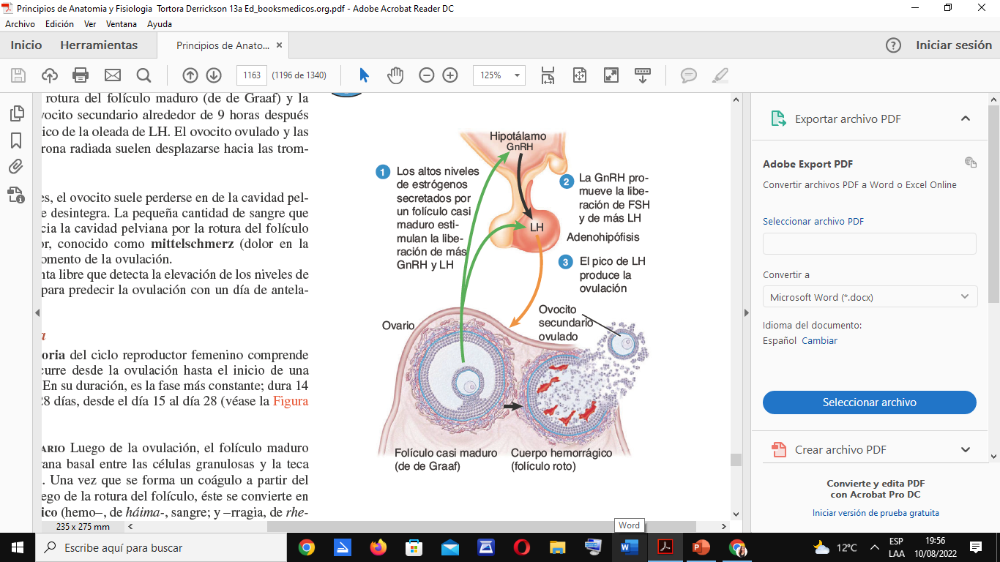 Principios de Anatomia y Fisiologia Tortora Derrickson 13a Ed_booksmedicos.org.pdf - Adobe Acrobat Reader DC
Archivo Edición Ver Ventana Ayuda
Inicio Herramientas Principios de Anato... Iniciar sesión
1163 (1196 de 1340) 125%
rotura del folículo maduro (de de Graaf) y la
vocito secundario alrededor de 9 horas después
ico de la oleada de LH. El ovocito ovulado y las
rona radiada suelen desplazarse hacia las trom-
es, el ovocito suele perderse en de la cavidad pel-
e desintegra. La pequeña cantidad de sangre que
cia la cavidad pelviana por la rotura del folículo
or, conocido como mittelschmerz (dolor en la
omento de la ovulación.
nta libre que detecta la elevación de los niveles de
para predecir la ovulación con un día de antela-
a
oria del ciclo reproductor femenino comprende
curre desde la ovulación hasta el inicio de una
En su duración, es la fase más constante; dura 14
28 días, desde el día 15 al día 28 (véase la Figura
ARIO Luego de la ovulación, el folículo maduro
rana basal entre las células granulosas y la teca
. Una vez que se forma un coágulo a partir del
ego de la rotura del folículo, éste se convierte en
ico (hemo–, de háima-, sangre; y –rragia, de rhe-
235 x 275 mm
Hipotálamo
GnRH
1 Los altos niveles
de estrógenos
secretados por
un folículo casi
maduro esti-
mulan la libe-
ración de más
GnRH y LH
2 La GnRH pro-
mueve la libe-
ración de FSH
y de más LH
LH
Adenohipófisis
3 El pico de LH
produce la
ovulación
Ovario
Ovocito
secundario
ovulado
Folículo casi maduro
(de de Graaf)
Cuerpo hemorrágico
(folículo roto)
Exportar archivo PDF
Adobe Export PDF
Convertir archivos PDF a Word o Excel Online
Seleccionar archivo PDF
Convertir a
Microsoft Word (*.docx)
Idioma del documento:
Español Cambiar
Seleccionar archivo
Crear archivo PDF
Convierte y edita PDF
con Acrobat Pro DC
Iniciar versión de prueba gratuita
Word
Escribe aquí para buscar
12°C
ESP
LAA
19:56
10/08/2022